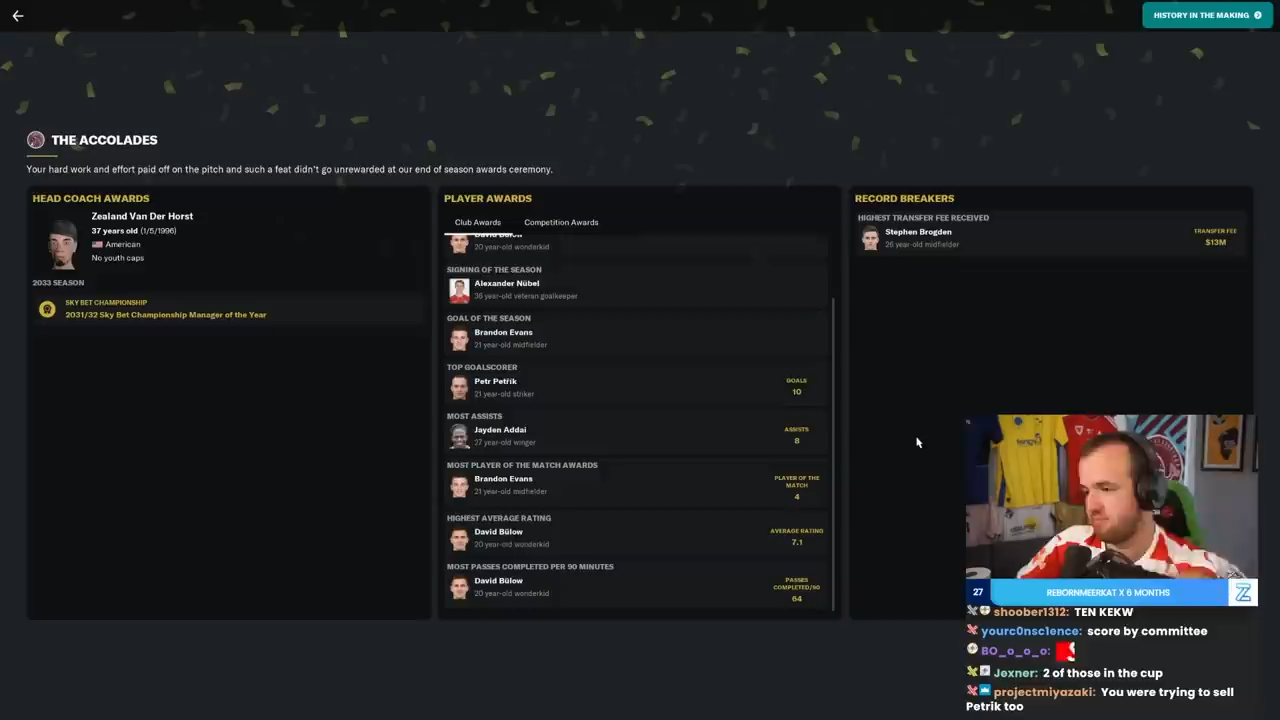 HISTORY IN THE MAKING
THE ACCOLADES
Your hard work and effort paid off on the pitch and such a feat didn't go unrewarded at our end of season awards ceremony.
HEAD COACH AWARDS
Zealand Van Der Horst
37 years old (1/5/1996)
American
No youth caps
2033 SEASON
SKY BET CHAMPIONSHIP
2031/32 Sky Bet Championship Manager of the Year
PLAYER AWARDS
Club Awards Competition Awards
David Bülow
20 year-old wonderkid
SIGNING OF THE SEASON
Alexander Nübel
36 year-old veteran goalkeeper
GOAL OF THE SEASON
Brandon Evans
21 year-old midfielder
TOP GOALSCORER
Petr Petřík
21 year-old striker
GOALS
10
MOST ASSISTS
Jayden Addai
27 year-old winger
ASSISTS
8
MOST PLAYER OF THE MATCH AWARDS
Brandon Evans
21 year-old midfielder
PLAYER OF THE
MATCH
4
HIGHEST AVERAGE RATING
David Bülow
20 year-old wonderkid
AVERAGE RATING
7.1
MOST PASSES COMPLETED PER 90 MINUTES
David Bülow
20 year-old wonderkid
PASSES
COMPLETED/90
64
RECORD BREAKERS
HIGHEST TRANSFER FEE RECEIVED
Stephen Brogden
26 year-old midfielder
TRANSFER FEE
$13M
27 REBORNMEERKAT X 6 MONTHS Z
shoober1312: TEN KEKW
yourc0nsc1ence: score by committee
BO_o_o_o:
Jexner: 2 of those in the cup
projectmiyazaki: You were trying to sell
Petrik too